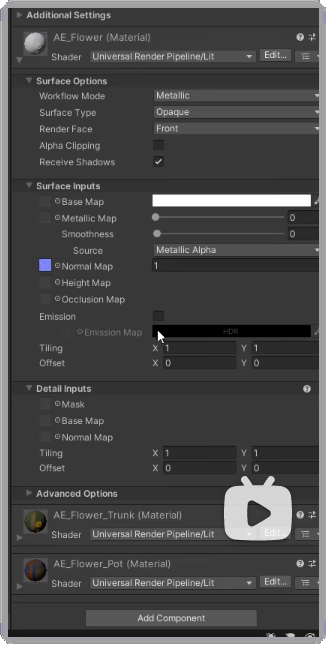 Additional Settings
AE_Flower (Material)
Shader Universal Render Pipeline/Lit Edit...
Surface Options
Workflow Mode Metallic
Surface Type Opaque
Render Face Front
Alpha Clipping
Receive Shadows
Surface Inputs
Base Map
Metallic Map 0
Smoothness 0
Source Metallic Alpha
Normal Map 1
Height Map
Occlusion Map
Emission
Emission Map HDR
Tiling X 1 Y 1
Offset X 0 Y 0
Detail Inputs
Mask
Base Map
Normal Map
Tiling X 1 Y 1
Offset X 0 Y 0
Advanced Options
AE_Flower_Trunk (Material)
Shader Universal Render Pipeline/Lit Edit...
AE_Flower_Pot (Material)
Shader Universal Render Pipeline/Lit Edit...
Add Component